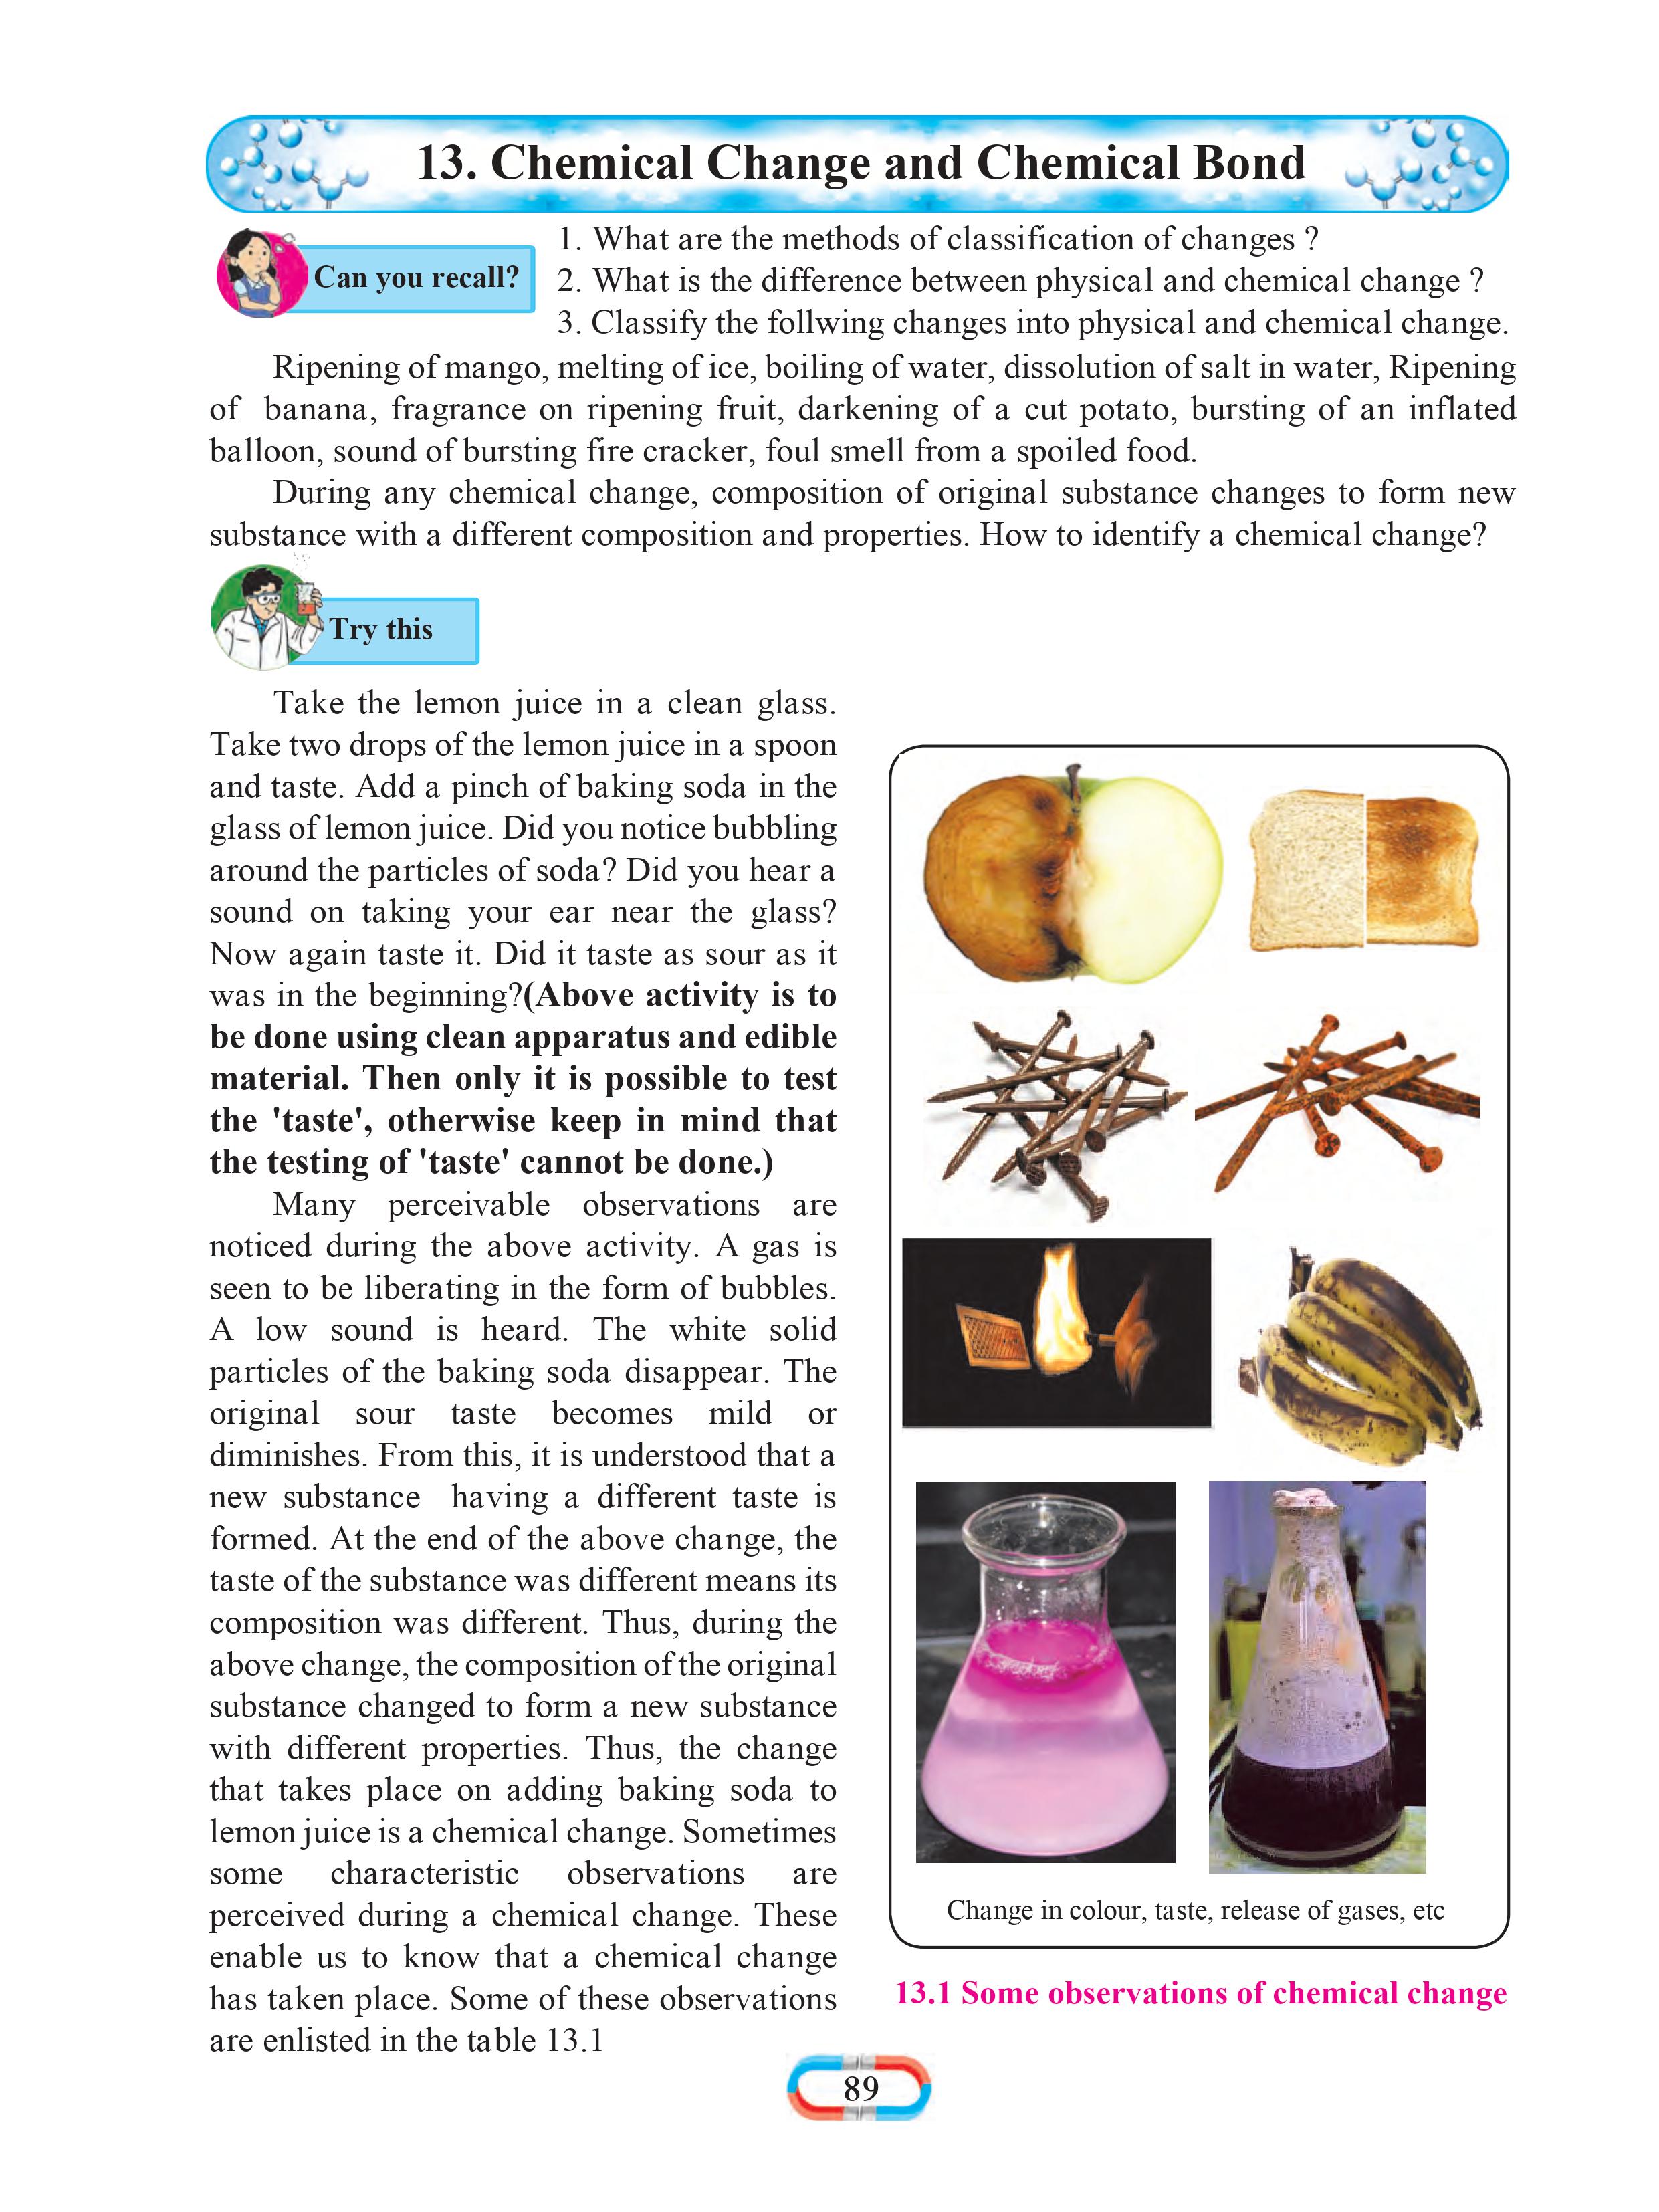 13. Chemical Change and Chemical Bond
Can you recall?
1. What are the methods of classification of changes ?
2. What is the difference between physical and chemical change ?
3. Classify the follwing changes into physical and chemical change.
Ripening of mango, melting of ice, boiling of water, dissolution of salt in water, Ripening
of banana, fragrance on ripening fruit, darkening of a cut potato, bursting of an inflated
balloon, sound of bursting fire cracker, foul smell from a spoiled food.
During any chemical change, composition of original substance changes to form new
substance with a different composition and properties. How to identify a chemical change?
Try this
Take the lemon juice in a clean glass.
Take two drops of the lemon juice in a spoon
and taste. Add a pinch of baking soda in the
glass of lemon juice. Did you notice bubbling
around the particles of soda? Did you hear a
sound on taking your ear near the glass?
Now again taste it. Did it taste as sour as it
was in the beginning?(Above activity is to
be done using clean apparatus and edible
material. Then only it is possible to test
the 'taste', otherwise keep in mind that
the testing of 'taste' cannot be done.)
Many perceivable observations are
noticed during the above activity. A gas is
seen to be liberating in the form of bubbles.
A low sound is heard. The white solid
particles of the baking soda disappear. The
original sour taste becomes mild or
diminishes. From this, it is understood that a
new substance having a different taste is
formed. At the end of the above change, the
taste of the substance was different means its
composition was different. Thus, during the
above change, the composition of the original
substance changed to form a new substance
with different properties. Thus, the change
that takes place on adding baking soda to
lemon juice is a chemical change. Sometimes
some characteristic observations are
perceived during a chemical change. These
enable us to know that a chemical change
has taken place. Some of these observations
are enlisted in the table 13.1
Change in colour, taste, release of gases, etc
13.1 Some observations of chemical change
89